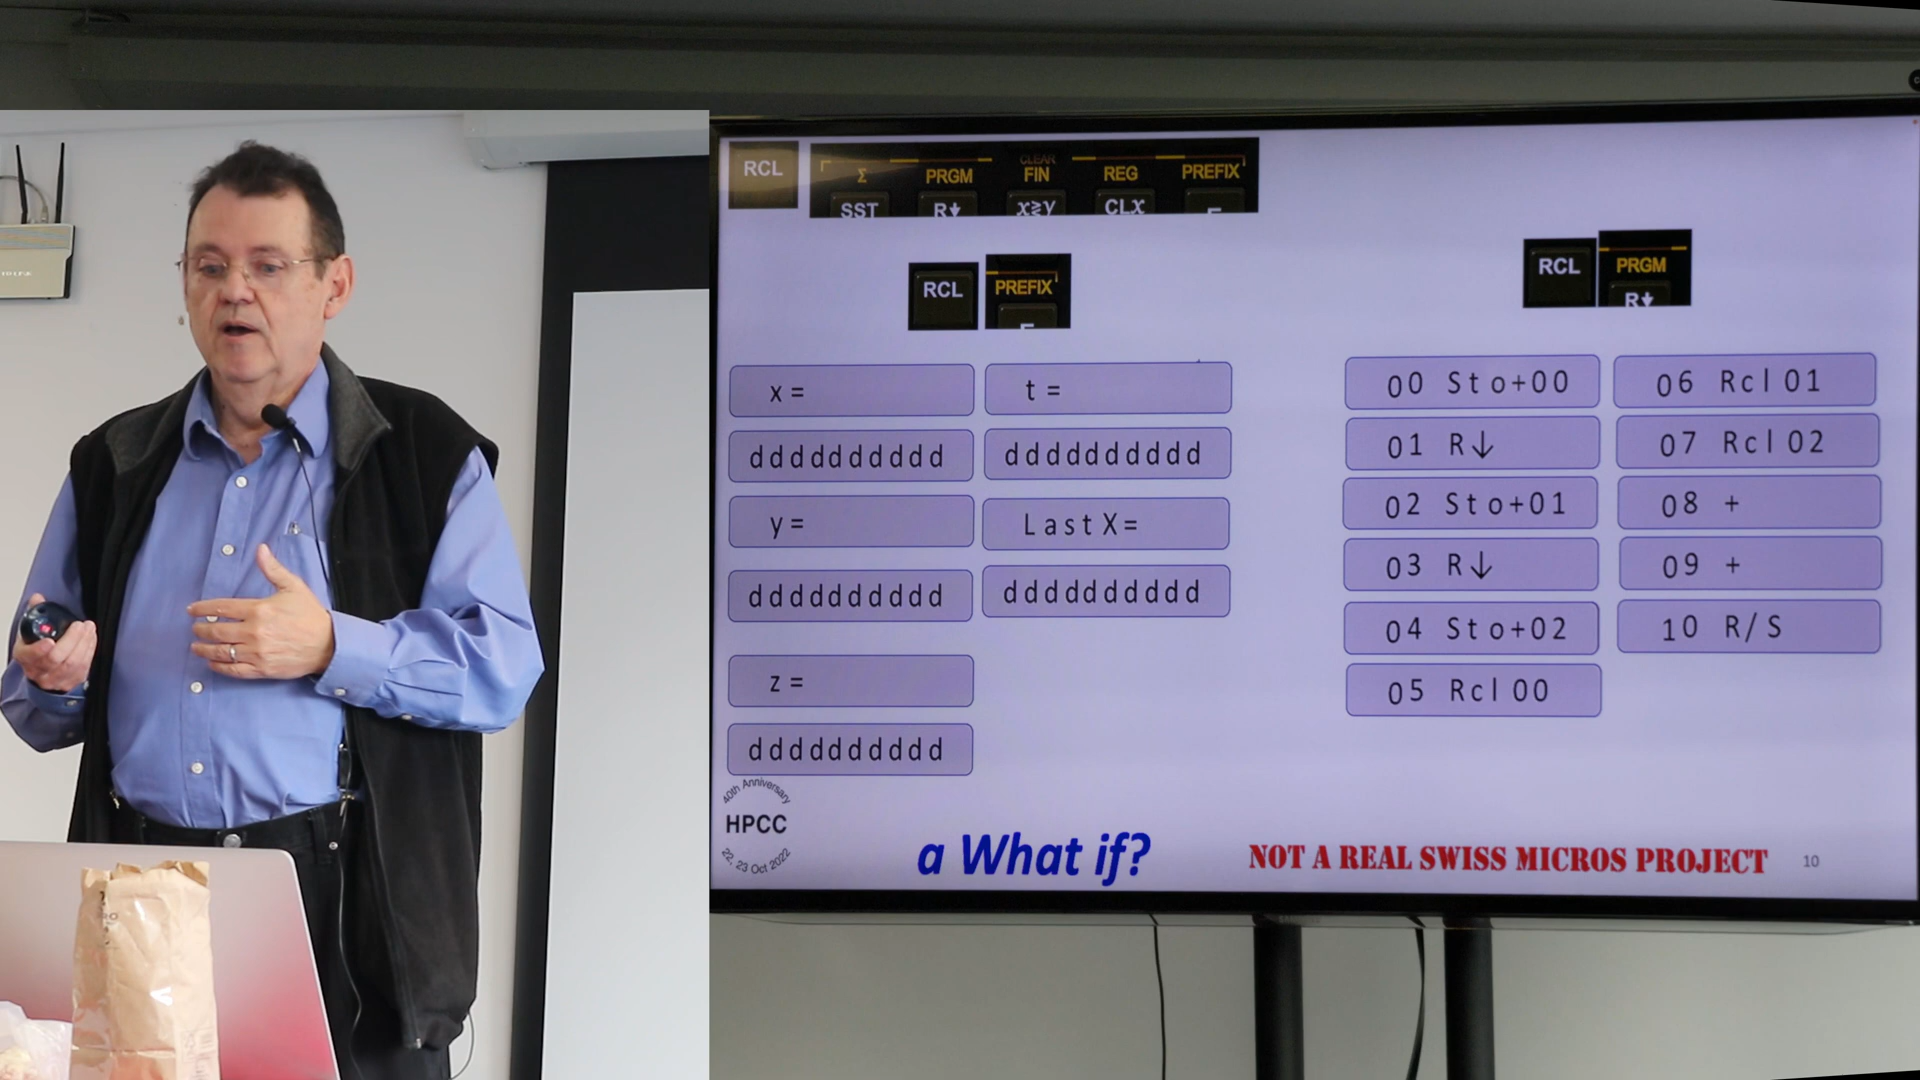 RCL
Σ PRGM CLEAR FIN REG PREFIX
SST R↓ x≷y CLx
RCL PREFIX
RCL PRGM
R↓
x = t =
dddddddddd dddddddddd
y = Last X=
dddddddddd dddddddddd
z =
dddddddddd
00 Sto+00
01 R↓
02 Sto+01
03 R↓
04 Sto+02
05 Rcl 00
06 Rcl 01
07 Rcl 02
08 +
09 +
10 R/S
40th Anniversary
HPCC
22, 23 Oct 2022
a What if?
NOT A REAL SWISS MICROS PROJECT
10